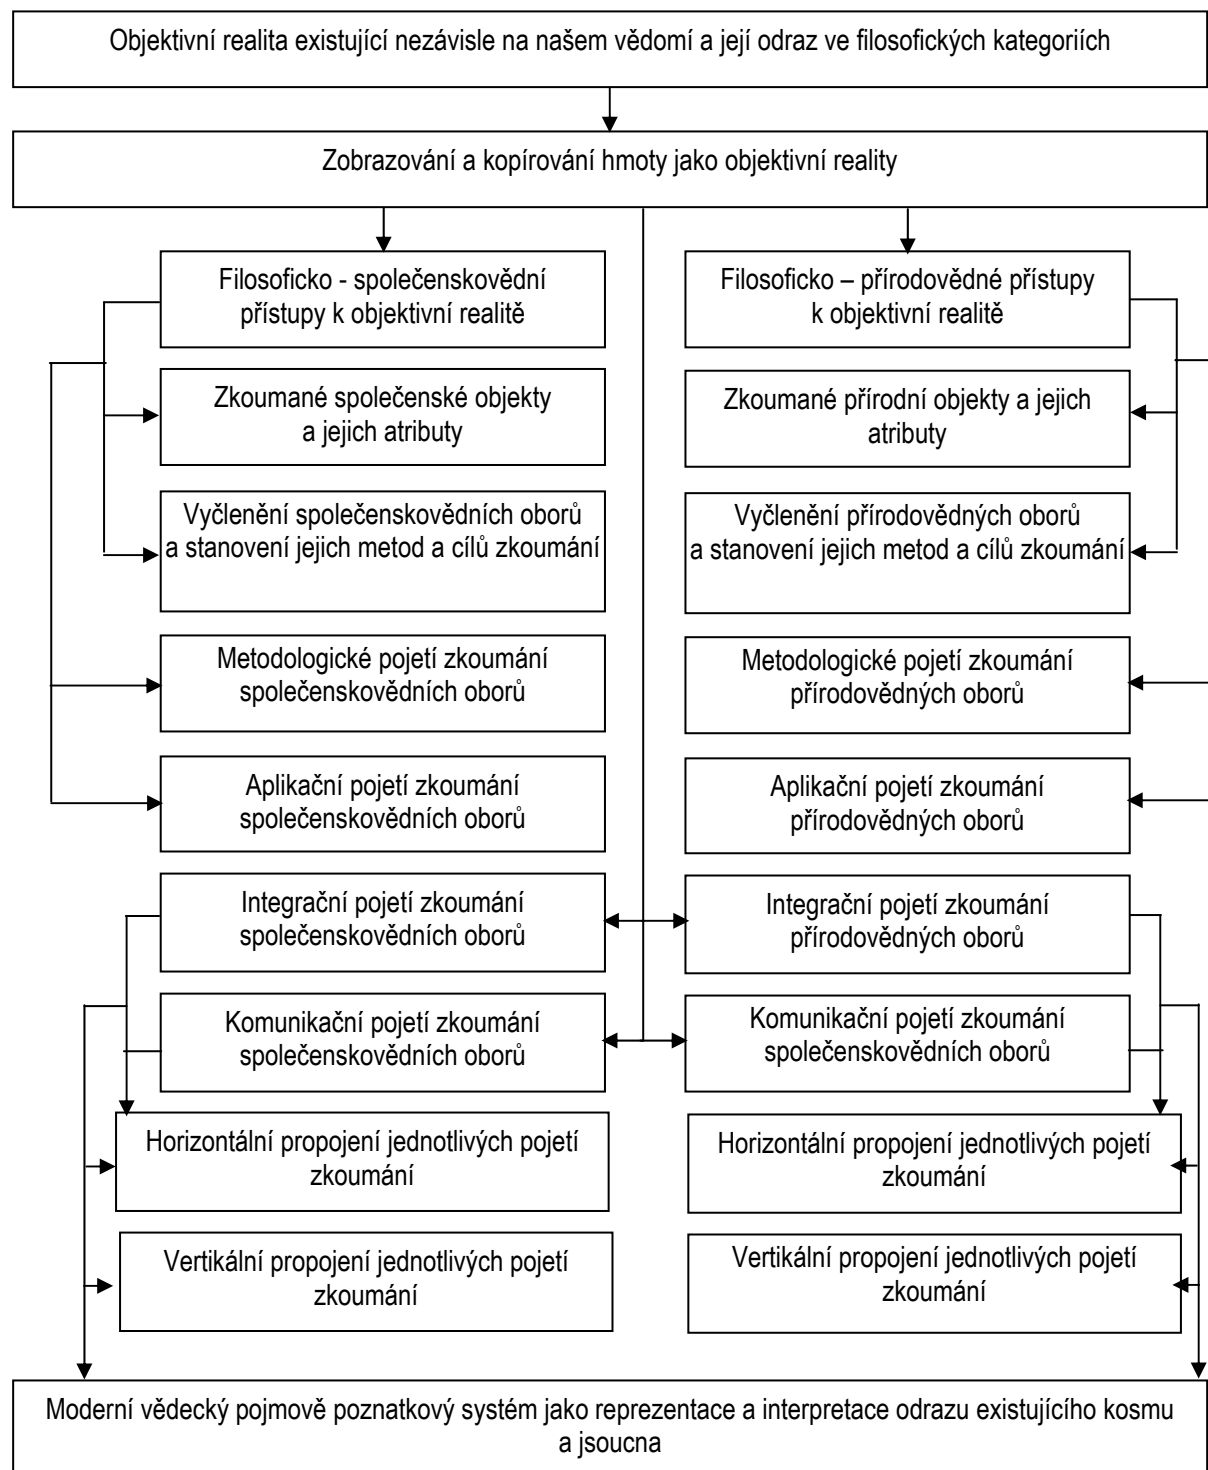 Objektivní realita existující nezávisle na našem vědomí a její odraz ve filosofických kategoriích
Zobrazování a kopírování hmoty jako objektivní reality
Filosoficko - společenskovědní
přístupy k objektivní realitě
Filosoficko – přírodovědné přístupy
k objektivní realitě
Zkoumané společenské objekty
a jejich atributy
Zkoumané přírodní objekty a jejich
atributy
Vyčlenění společenskovědních oborů
a stanovení jejich metod a cílů zkoumání
Vyčlenění přírodovědných oborů
a stanovení jejich metod a cílů zkoumání
Metodologické pojetí zkoumání
společenskovědních oborů
Metodologické pojetí zkoumání
přírodovědných oborů
Aplikační pojetí zkoumání
společenskovědních oborů
Aplikační pojetí zkoumání
přírodovědných oborů
Integrační pojetí zkoumání
společenskovědních oborů
Integrační pojetí zkoumání
přírodovědných oborů
Komunikační pojetí zkoumání
společenskovědních oborů
Komunikační pojetí zkoumání
společenskovědních oborů
Horizontální propojení jednotlivých pojetí
zkoumání
Horizontální propojení jednotlivých pojetí
zkoumání
Vertikální propojení jednotlivých pojetí
zkoumání
Vertikální propojení jednotlivých pojetí
zkoumání
Moderní vědecký pojmově poznatkový systém jako reprezentace a interpretace odrazu existujícího kosmu
a jsoucna